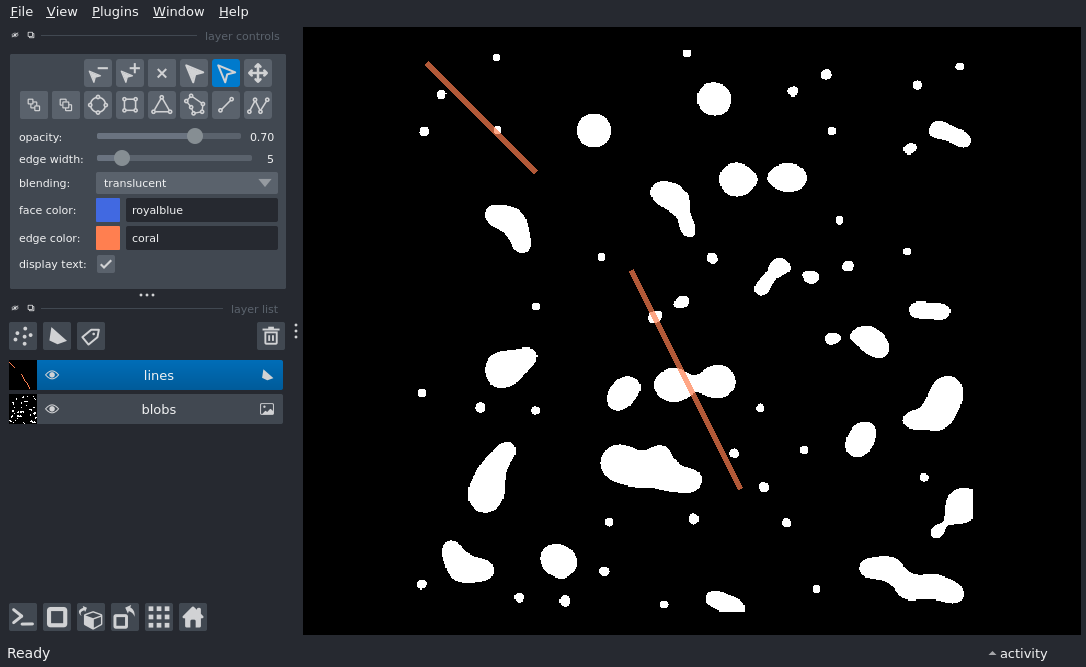 File View Plugins Window Help
layer controls
opacity: 0.70
edge width: 5
blending: translucent
face color: royalblue
edge color: coral
display text:
layer list
lines
blobs
Ready
activity